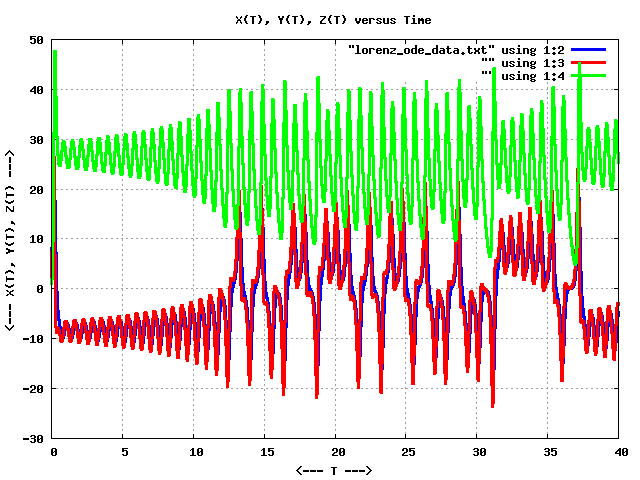 X(T), Y(T), Z(T) versus Time
"lorenz_ode_data,txt" using 1:2
"" using 1:3
"" using 1:4
50
40
30
20
10
0
-10
-20
-30
<--- X(T), Y(T), Z(T) --->
0 5 10 15 20 25 30 35 40
<--- T --->